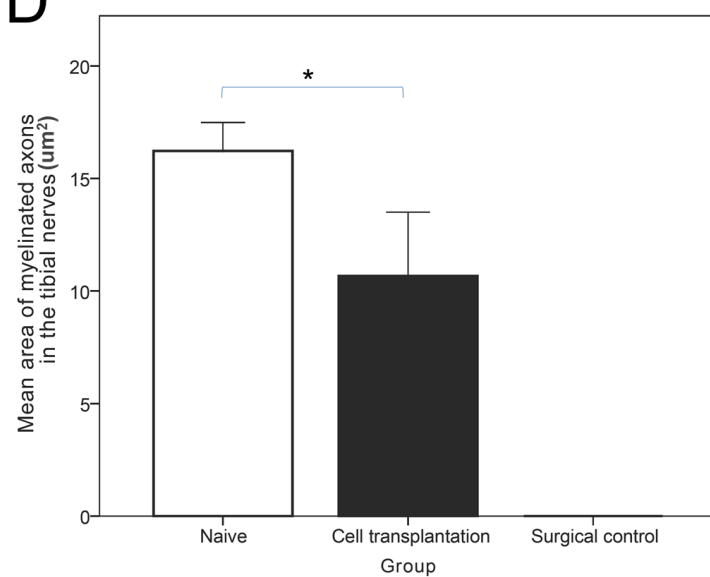 D
Mean area of myelinated axons
in the tibial nerves (um²)
20
15
10
5
0
*
Naive
Cell transplantation
Surgical control
Group